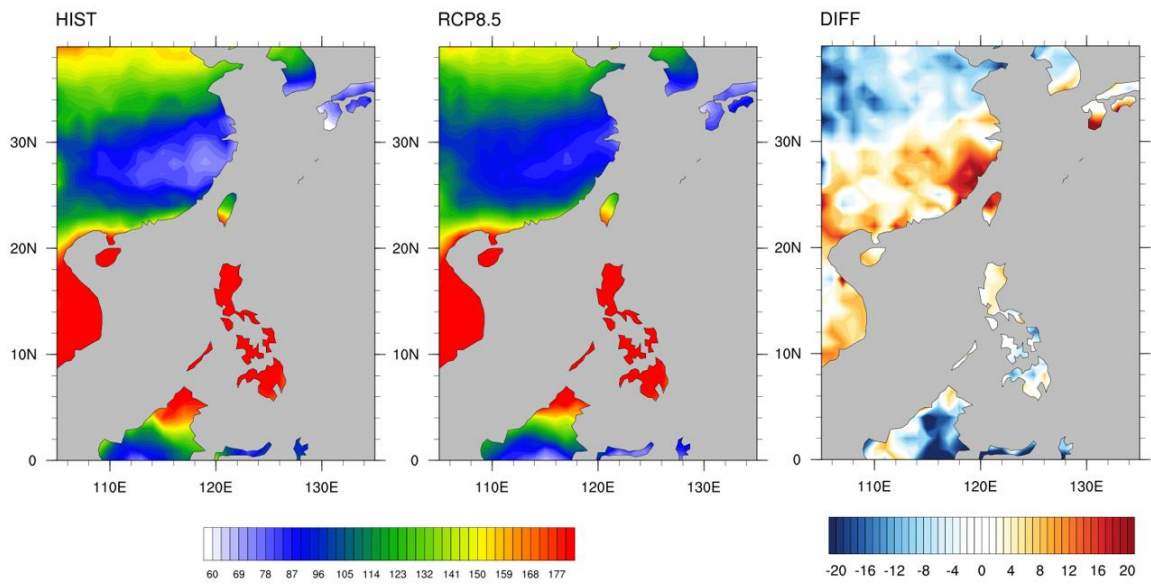 HIST RCP8.5 DIFF
30N 30N 30N
20N 20N 20N
10N 10N 10N
0 0 0
110E 120E 130E 110E 120E 130E 110E 120E 130E
60 69 78 87 96 105 114 123 132 141 150 159 168 177
-20 -16 -12 -8 -4 0 4 8 12 16 20